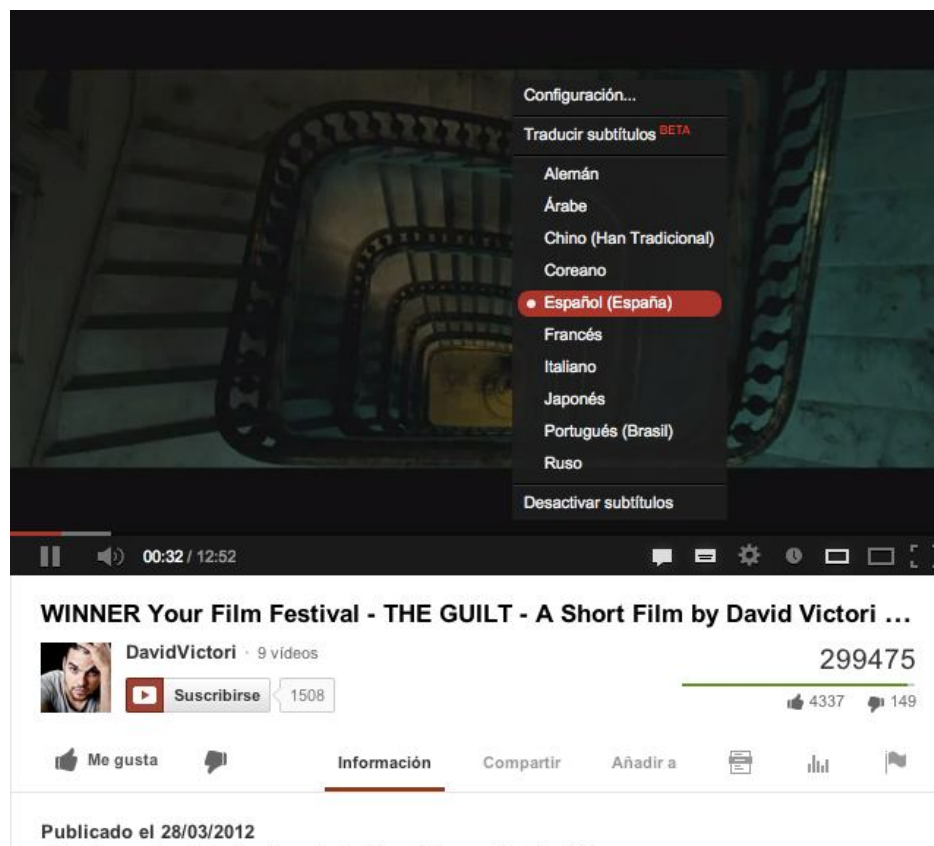 Configuración...
Traducir subtítulos BETA
Alemán
Árabe
Chino (Han Tradicional)
Coreano
Español (España)
Francés
Italiano
Japonés
Portugués (Brasil)
Ruso
Desactivar subtítulos
00:32 / 12:52
WINNER Your Film Festival - THE GUILT - A Short Film by David Victori ...
DavidVictori · 9 vídeos
299475
Suscribirse 1508
4337 149
Me gusta Información Compartir Añadir a
Publicado el 28/03/2012